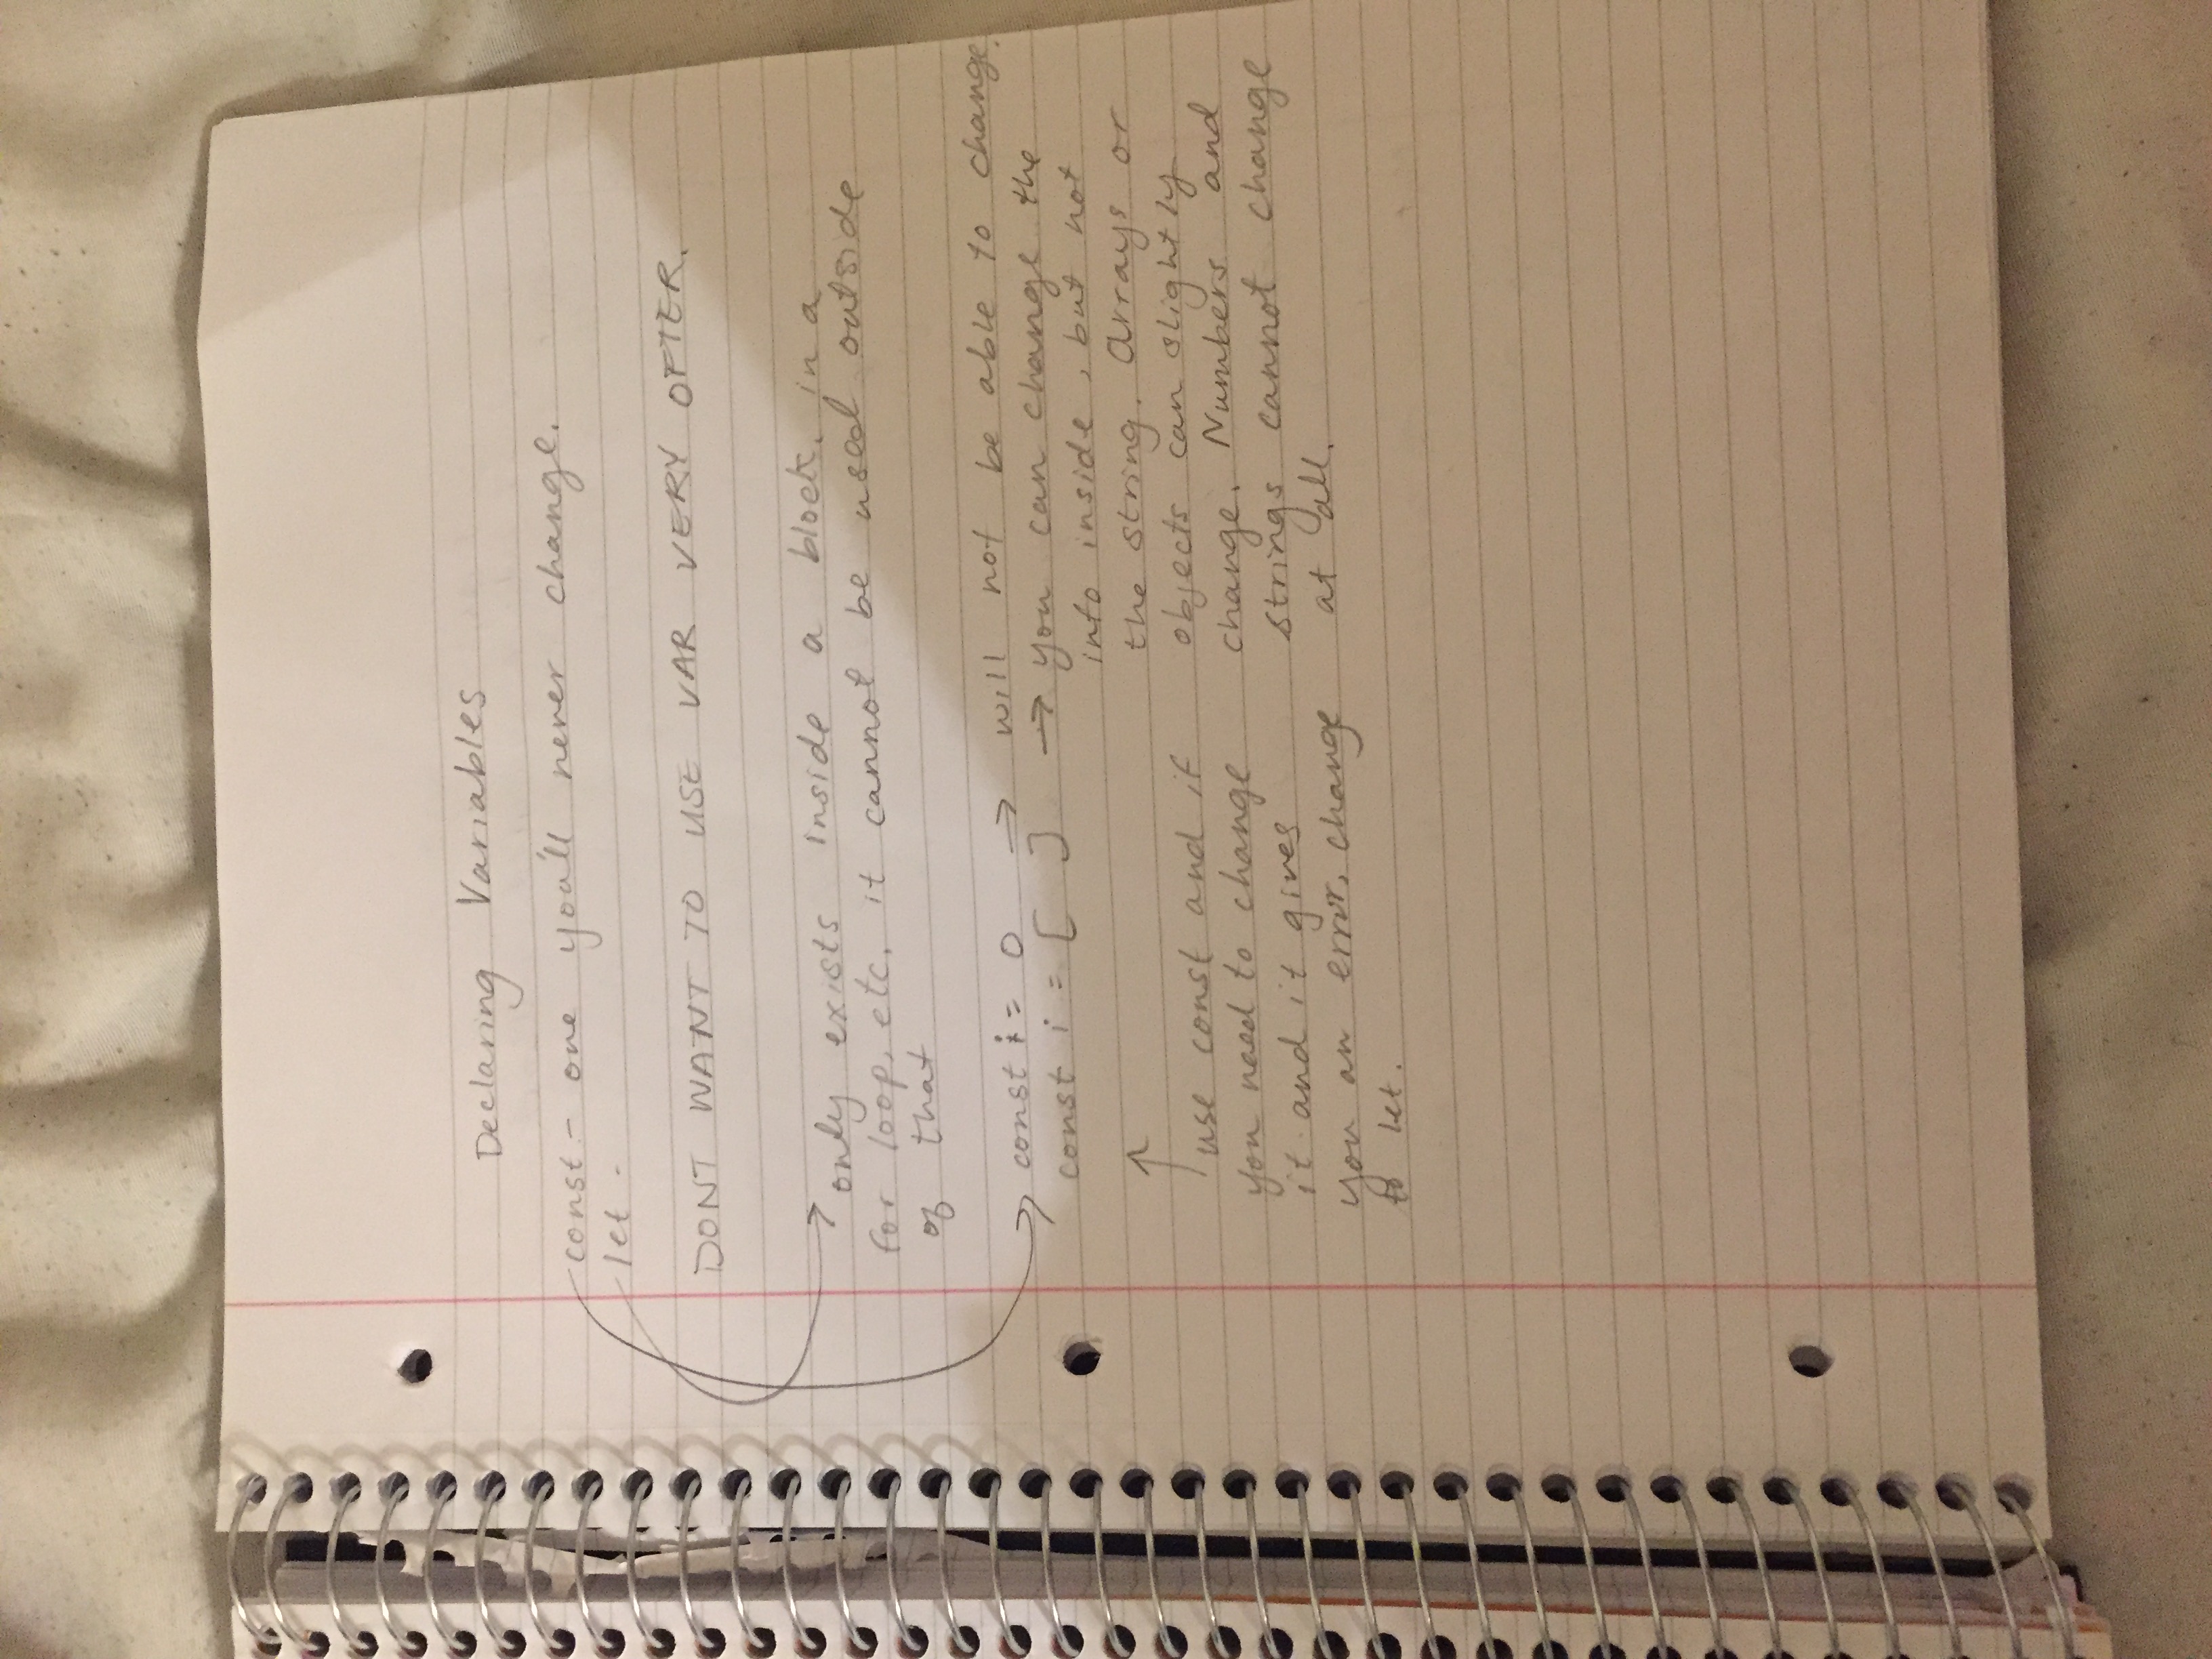 Declaring Variables
const - one you'll never change.
let -
DONT WANT TO USE VAR VERY OFTER.
→ only exists inside a block. in a
for loop, etc. it cannot be used outside
of that
→ const i = 0 → will not be able to change.
const i = [ ] → you can change the
into inside, but not
the string. Arrays or
objects can slightly
change. Numbers and
strings cannot change
at all.
↑
use const and if
you need to change
it and it gives
you an error, change
to let.